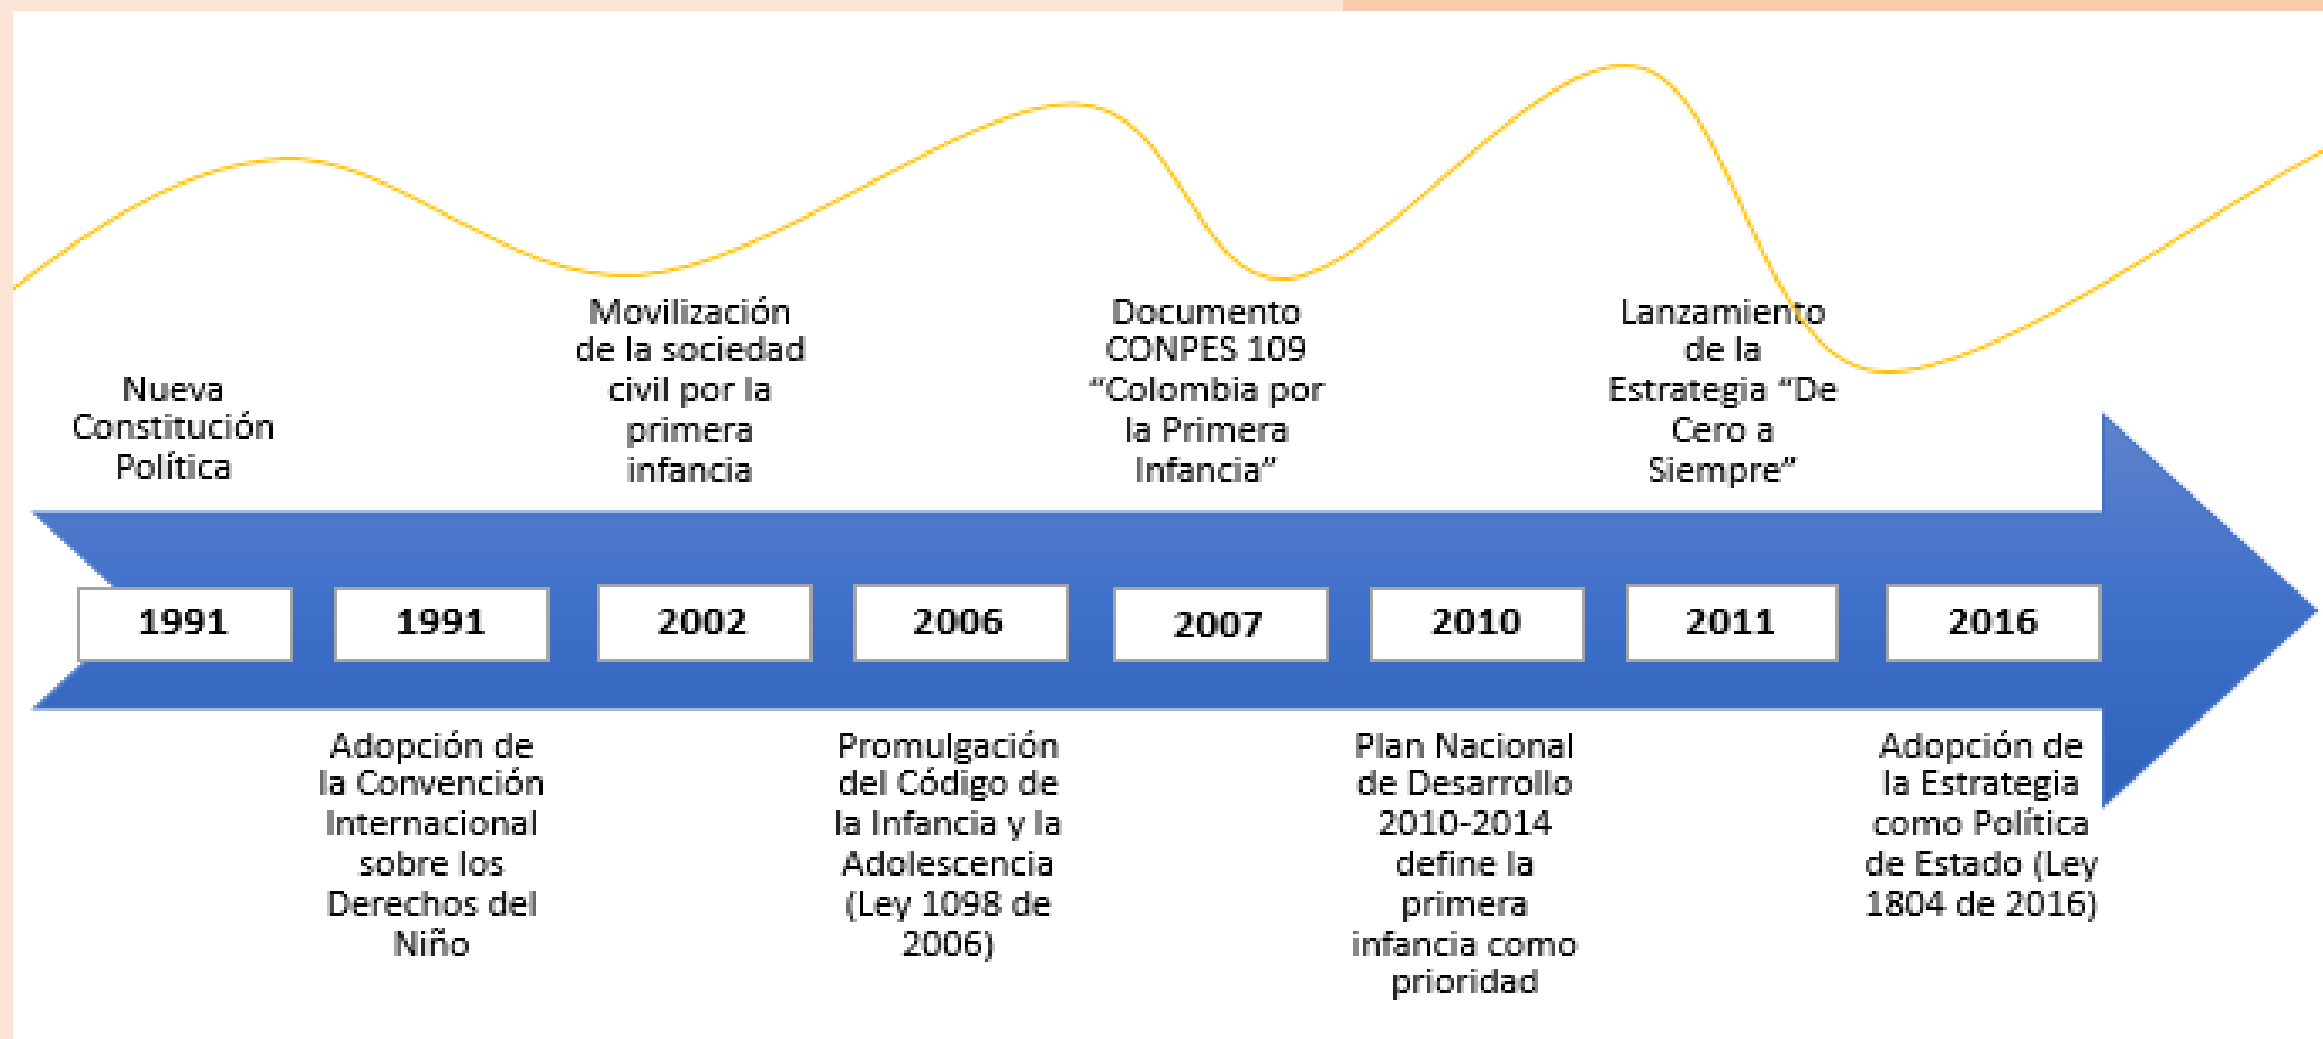 Nueva
Constitución
Política
Movilización
de la sociedad
civil por la
primera
infancia
Documento
CONPES 109
“Colombia por
la Primera
Infancia”
Lanzamiento
de la
Estrategia “De
Cero a
Siempre”
1991
1991
2002
2006
2007
2010
2011
2016
Adopción de
la Convención
Internacional
sobre los
Derechos del
Niño
Promulgación
del Código de
la Infancia y la
Adolescencia
(Ley 1098 de
2006)
Plan Nacional
de Desarrollo
2010-2014
define la
primera
infancia como
prioridad
Adopción de
la Estrategia
como Política
de Estado (Ley
1804 de 2016)